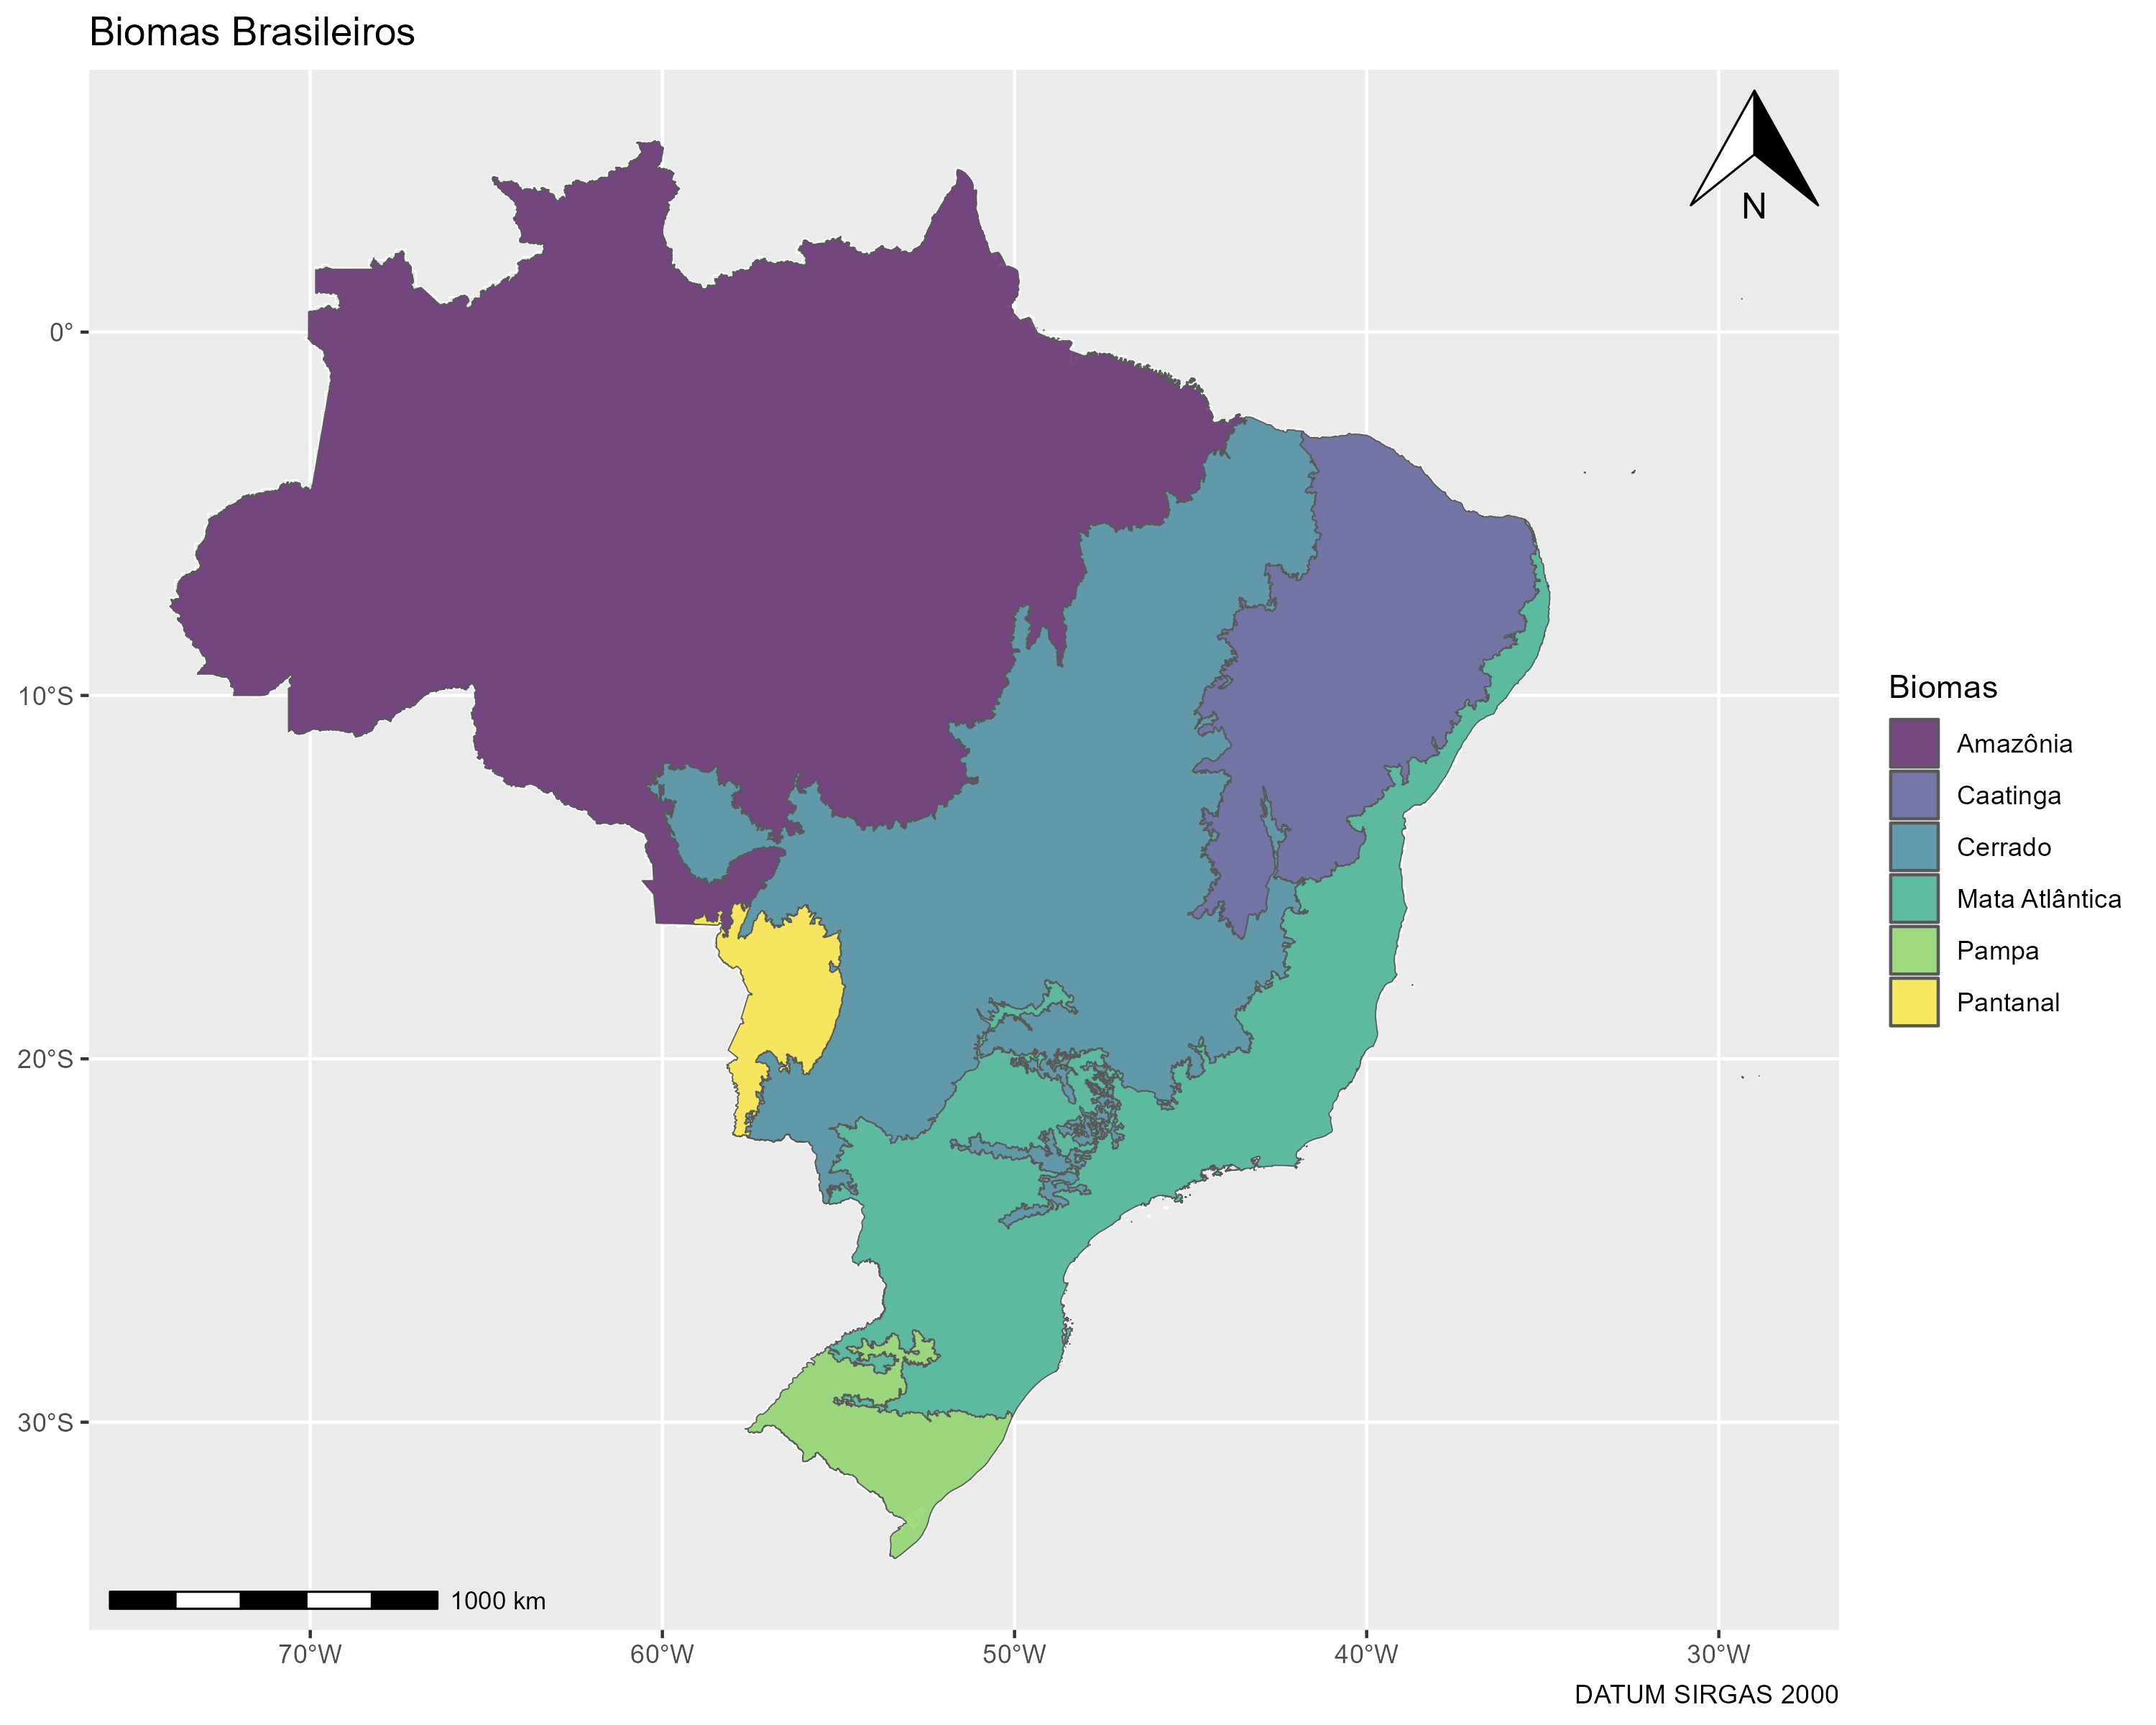 Biomas Brasileiros
N
0°
10°S
20°S
30°S
1000 km
70°W
60°W
50°W
40°W
30°W
DATUM SIRGAS 2000
Biomas
Amazônia
Caatinga
Cerrado
Mata Atlântica
Pampa
Pantanal